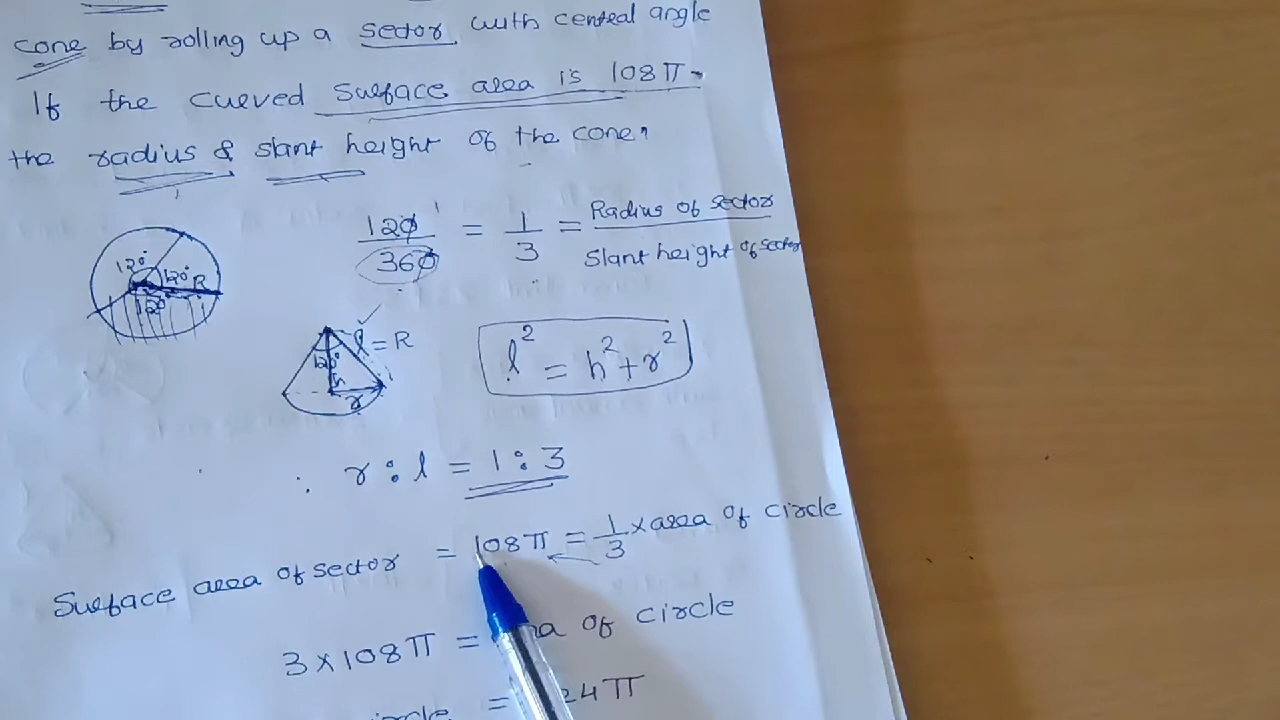 cone by rolling up a sector with central angle
If the curved surface area is 108π.
the radius & slant height of the cone.
120/360 = 1/3 = Radius of sector / Slant height of sector
120° 120° R
120°
l = R
120°
h
r
l² = h² + r²
∴ r : l = 1 : 3
Surface area of sector = 108π = 1/3 × area of circle
3 × 108π = of circle
circle = 24π